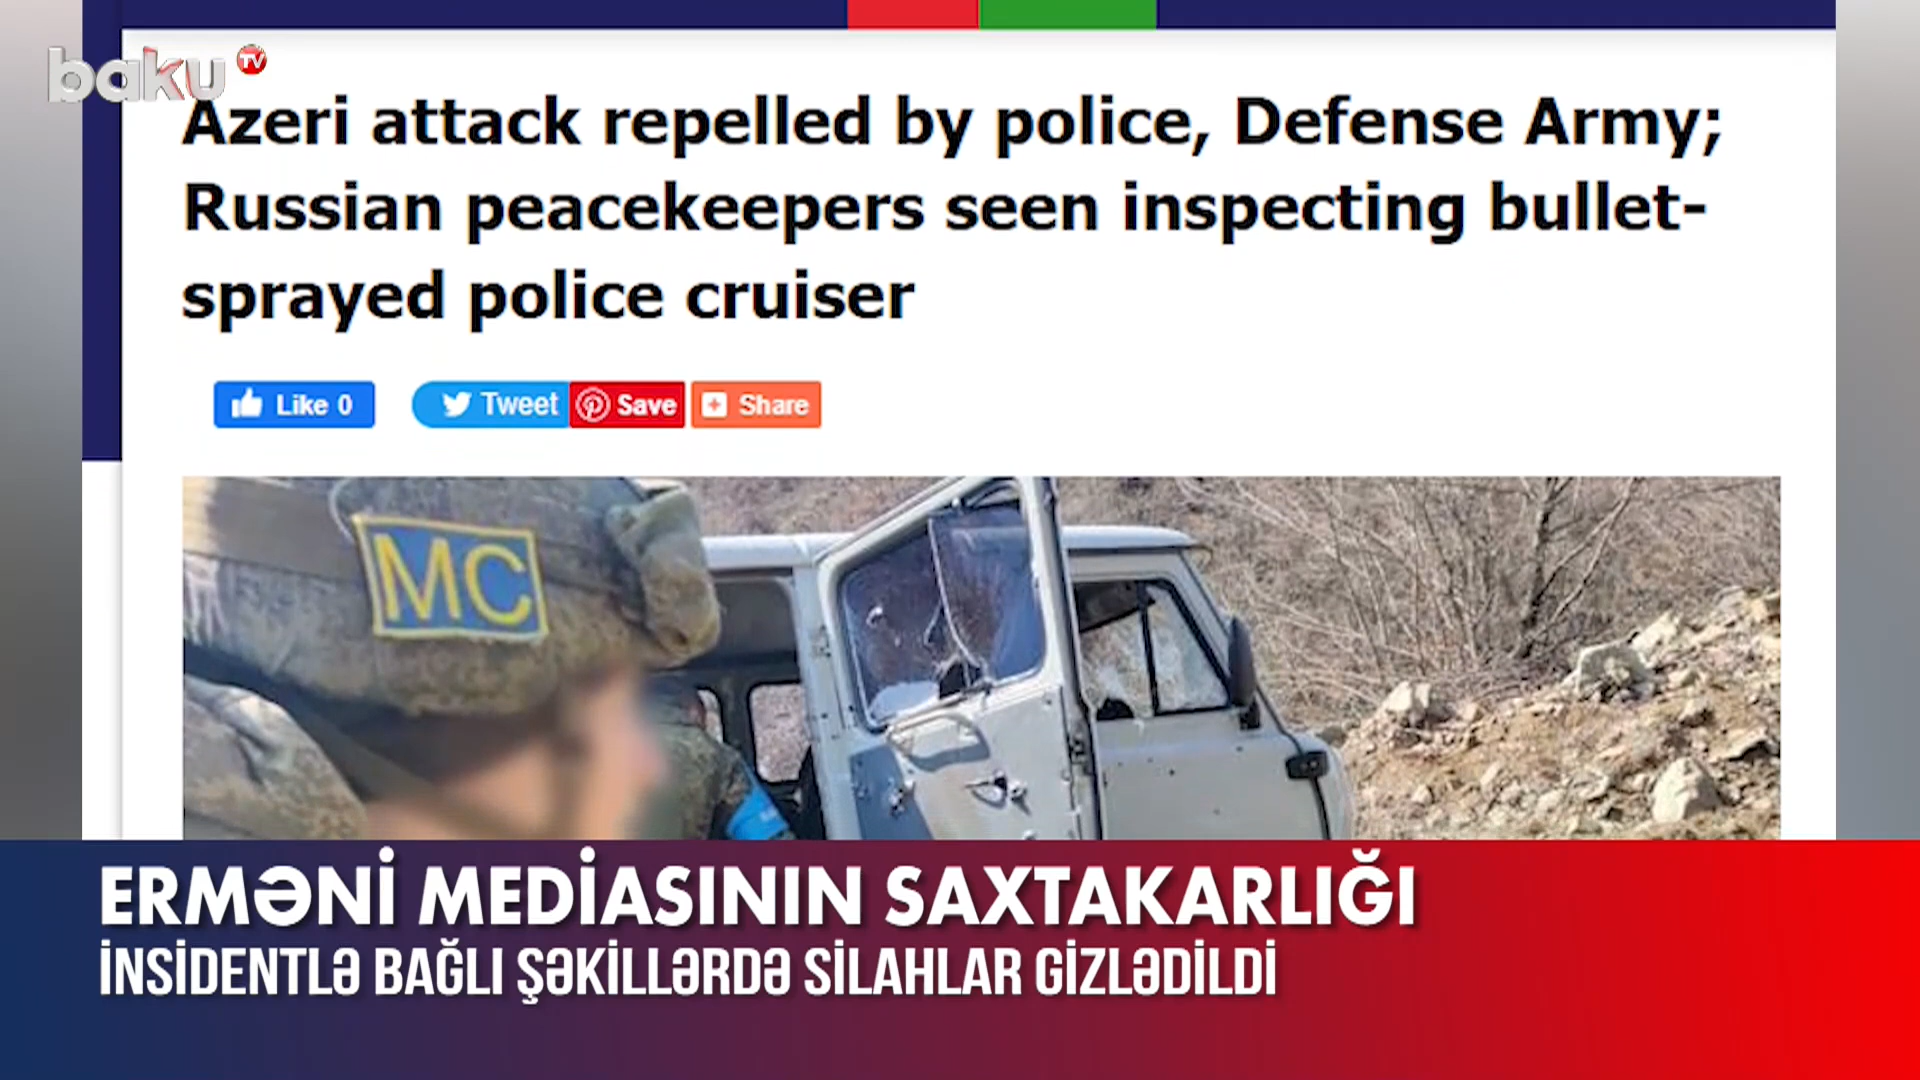 baku TV
Azeri attack repelled by police, Defense Army;
Russian peacekeepers seen inspecting bullet-
sprayed police cruiser
Like 0 Tweet Save Share
МС
ERMƏNİ MEDİASININ SAXTAKARLIĞI
İNSİDENTLƏ BAĞLI ŞƏKİLLƏRDƏ SİLAHLAR GİZLƏDİLDİ